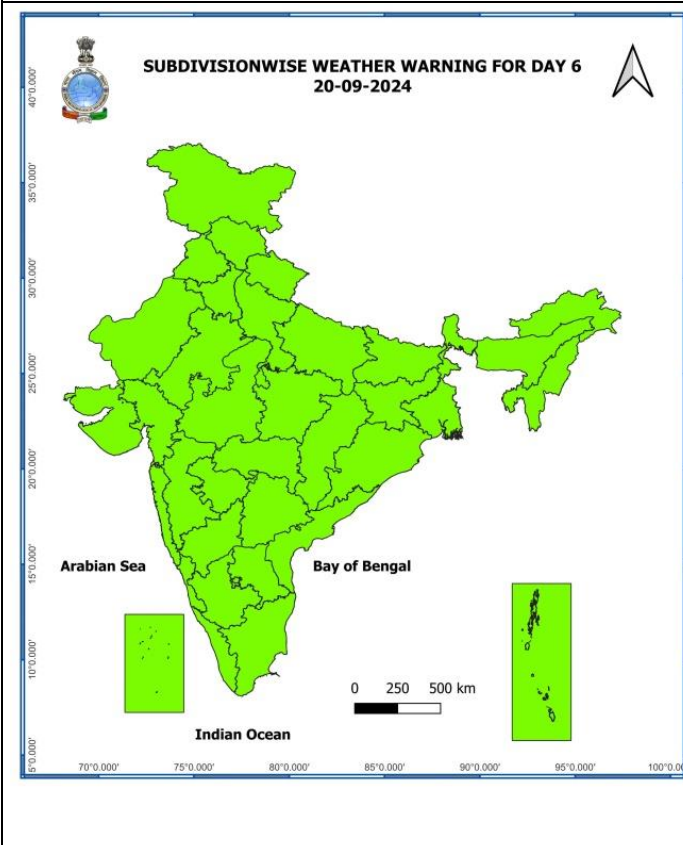 SUBDIVISIONWISE WEATHER WARNING FOR DAY 6
20-09-2024
40°0.000'
35°0.000'
30°0.000'
25°0.000'
20°0.000'
15°0.000'
10°0.000'
5°0.000'
Arabian Sea
Bay of Bengal
0 250 500 km
Indian Ocean
70°0.000' 75°0.000' 80°0.000' 85°0.000' 90°0.000' 95°0.000' 100°0.0